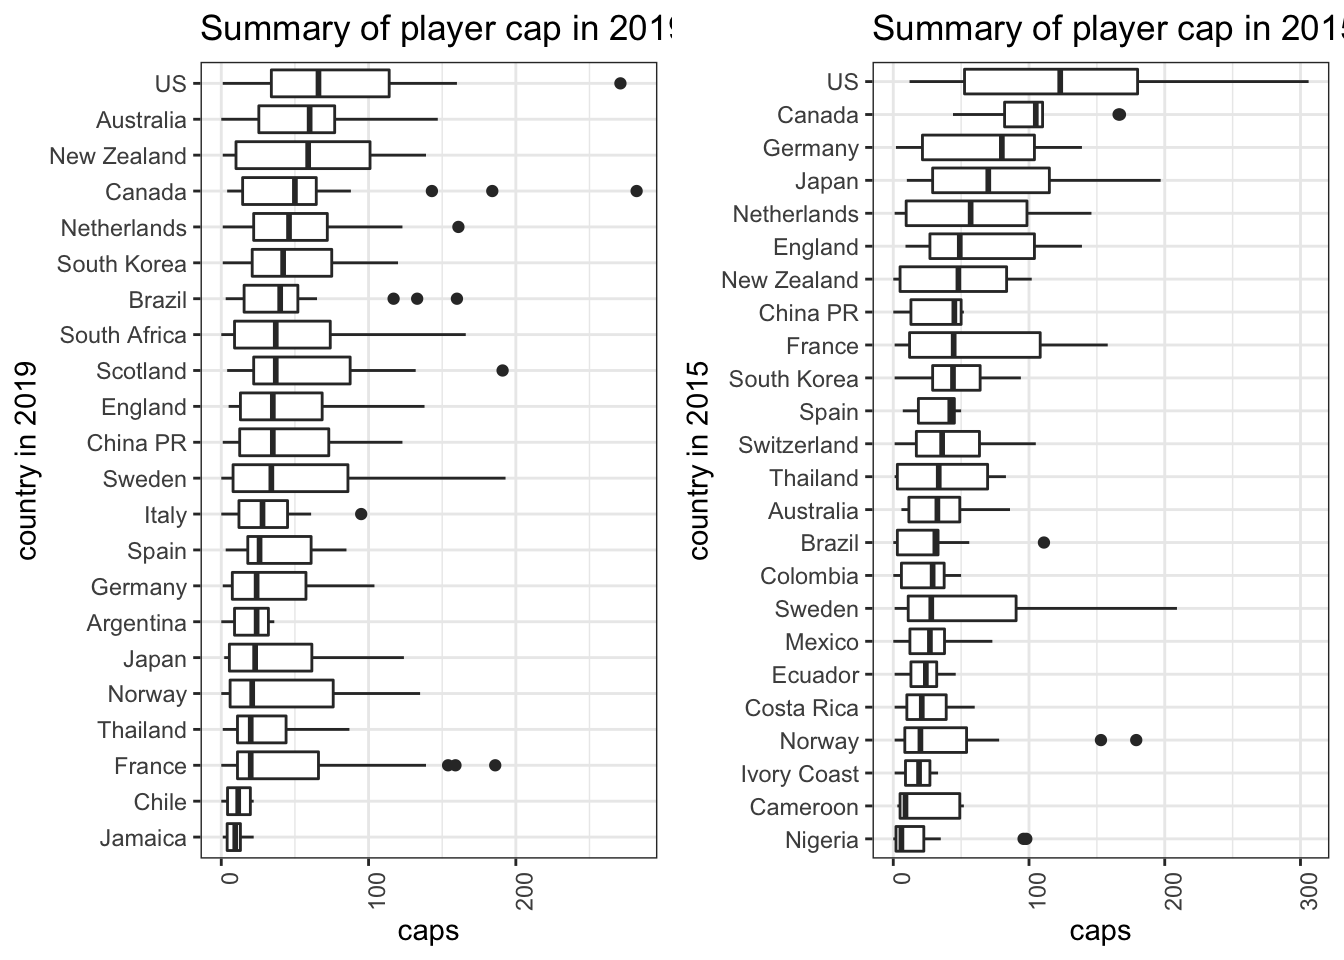 Summary of player cap in 2019
country in 2019
US
Australia
New Zealand
Canada
Netherlands
South Korea
Brazil
South Africa
Scotland
England
China PR
Sweden
Italy
Spain
Germany
Argentina
Japan
Norway
Thailand
France
Chile
Jamaica
0
100
200
caps
Summary of player cap in 2015
country in 2015
US
Canada
Germany
Japan
Netherlands
England
New Zealand
China PR
France
South Korea
Spain
Switzerland
Thailand
Australia
Brazil
Colombia
Sweden
Mexico
Ecuador
Costa Rica
Norway
Ivory Coast
Cameroon
Nigeria
0
100
200
300
caps